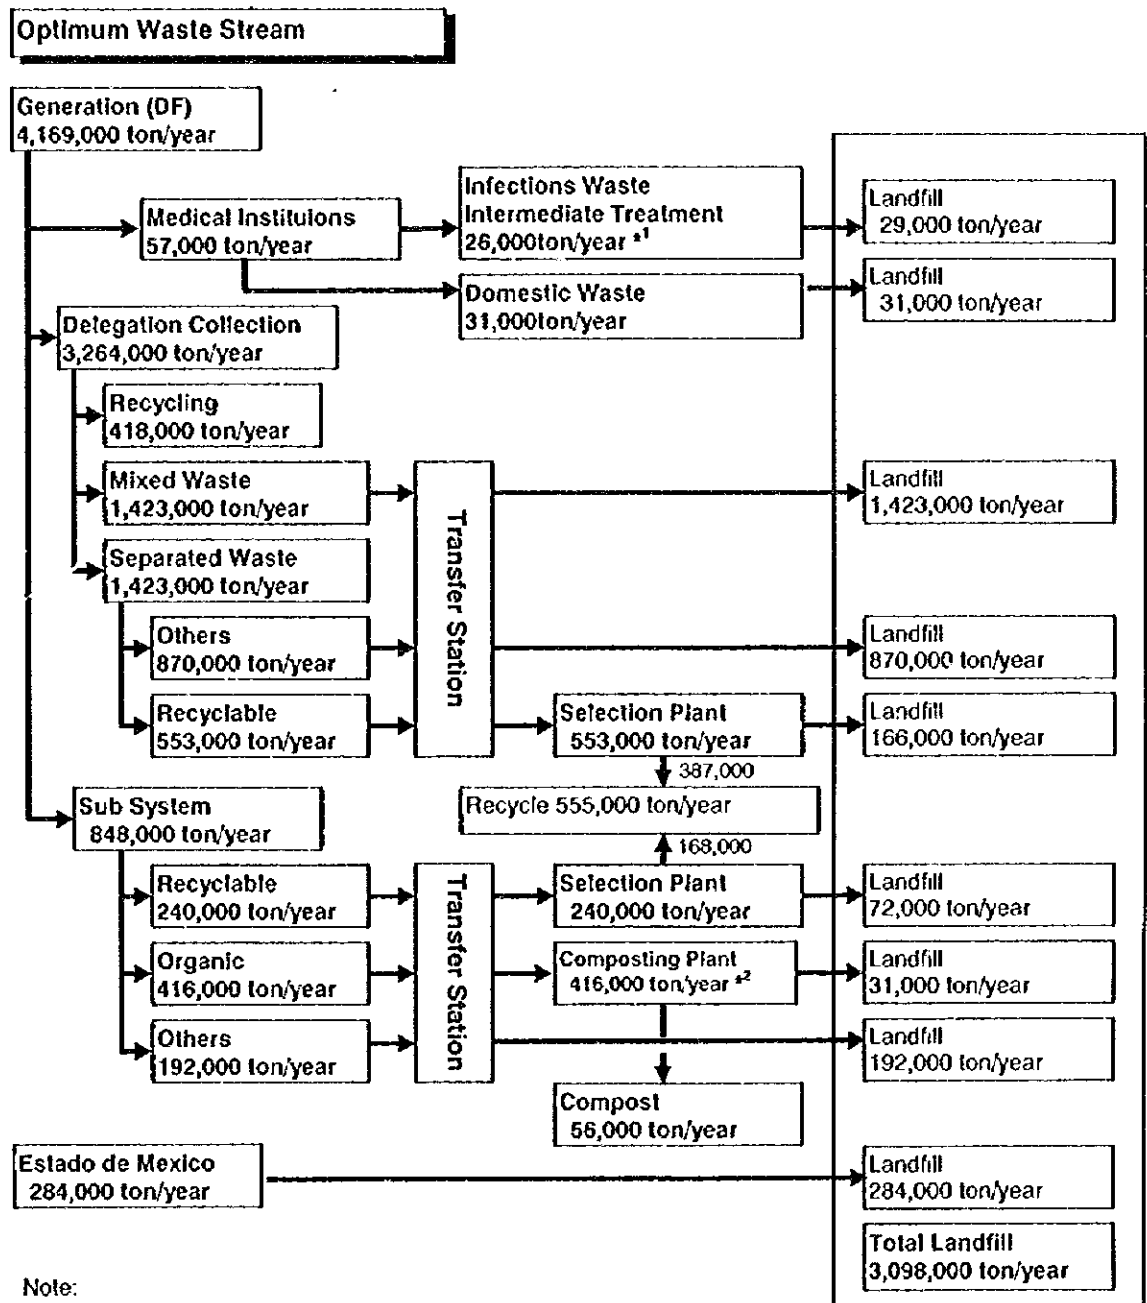 Optimum Waste Stream
Generation (DF)
4,169,000 ton/year
Medical Instituions
57,000 ton/year
Infections Waste
Intermediate Treatment
26,000ton/year *1
Landfill
29,000 ton/year
Domestic Waste
31,000ton/year
Landfill
31,000 ton/year
Delegation Collection
3,264,000 ton/year
Recycling
418,000 ton/year
Mixed Waste
1,423,000 ton/year
Transfer Station
Landfill
1,423,000 ton/year
Separated Waste
1,423,000 ton/year
Others
870,000 ton/year
Landfill
870,000 ton/year
Recyclable
553,000 ton/year
Selection Plant
553,000 ton/year
Landfill
166,000 ton/year
387,000
Recycle 555,000 ton/year
168,000
Sub System
848,000 ton/year
Recyclable
240,000 ton/year
Transfer Station
Selection Plant
240,000 ton/year
Landfill
72,000 ton/year
Organic
416,000 ton/year
Composting Plant
416,000 ton/year *2
Landfill
31,000 ton/year
Others
192,000 ton/year
Landfill
192,000 ton/year
Compost
56,000 ton/year
Estado de Mexico
284,000 ton/year
Landfill
284,000 ton/year
Total Landfill
3,098,000 ton/year
Note: